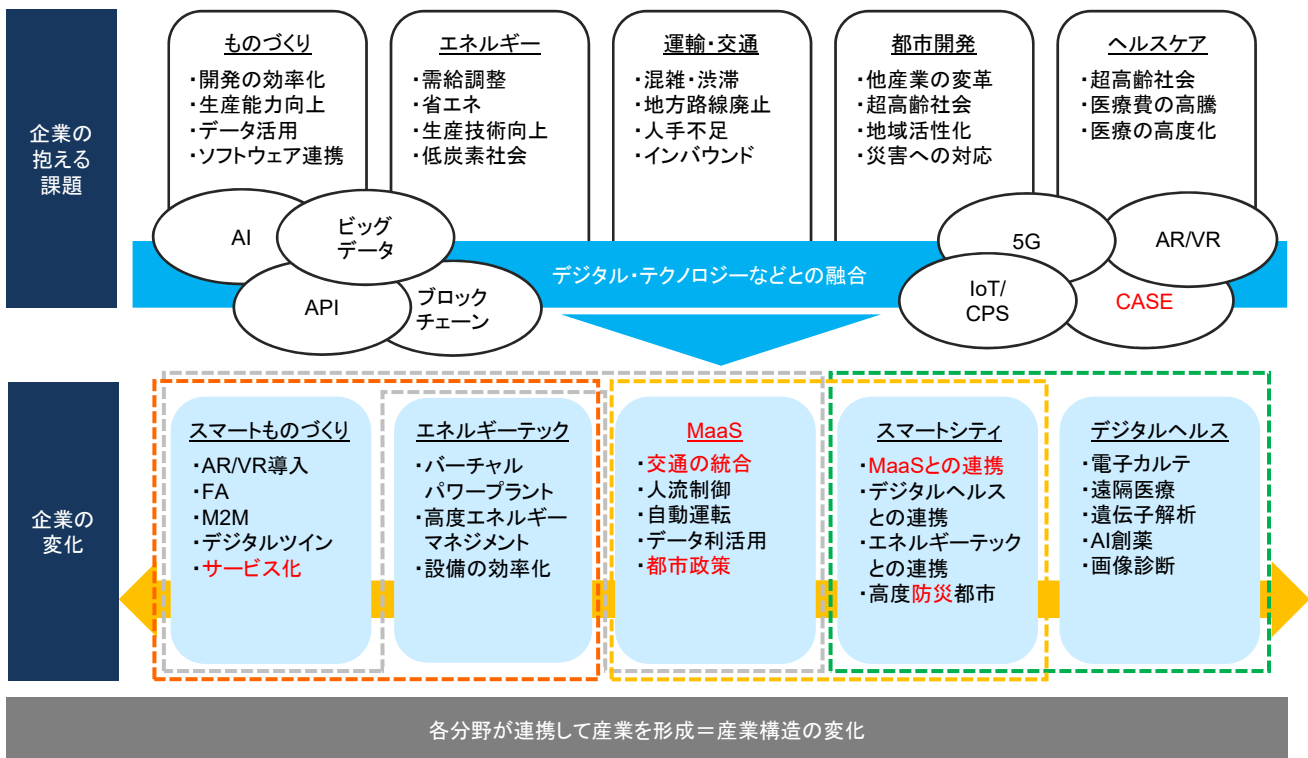 企業の
抱える
課題
ものづくり
・開発の効率化
・生産能力向上
・データ活用
・ソフトウェア連携
エネルギー
・需給調整
・省エネ
・生産技術向上
・低炭素社会
運輸・交通
・混雑・渋滞
・地方路線廃止
・人手不足
・インバウンド
都市開発
・他産業の変革
・超高齢社会
・地域活性化
・災害への対応
ヘルスケア
・超高齢社会
・医療費の高騰
・医療の高度化
AI
ビッグ
データ
API
ブロック
チェーン
デジタル・テクノロジーなどとの融合
5G
AR/VR
IoT/
CPS
CASE
企業の
変化
スマートものづくり
・AR/VR導入
・FA
・M2M
・デジタルツイン
・サービス化
エネルギーテック
・バーチャル
パワープラント
・高度エネルギー
マネジメント
・設備の効率化
MaaS
・交通の統合
・人流制御
・自動運転
・データ利活用
・都市政策
スマートシティ
・MaaSとの連携
・デジタルヘルス
との連携
・エネルギーテック
との連携
・高度防災都市
デジタルヘルス
・電子カルテ
・遠隔医療
・遺伝子解析
・AI創薬
・画像診断
各分野が連携して産業を形成＝産業構造の変化